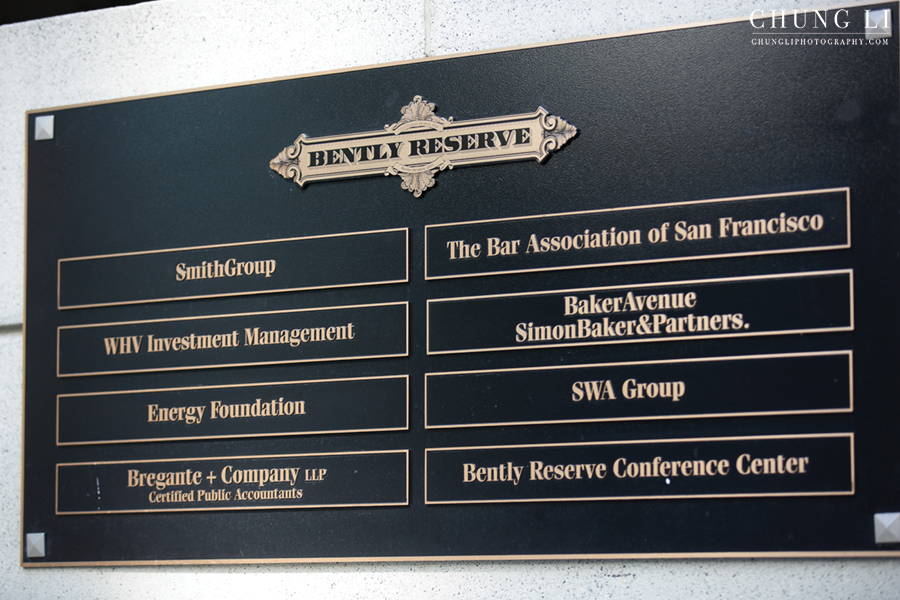 CHUNG LI
CHUNGLIPHOTOGRAPHY.COM
BENTLY RESERVE
SmithGroup
WHV Investment Management
Energy Foundation
Bregante + Company LLP
Certified Public Accountants
The Bar Association of San Francisco
BakerAvenue
SimonBaker&Partners.
SWA Group
Bently Reserve Conference Center